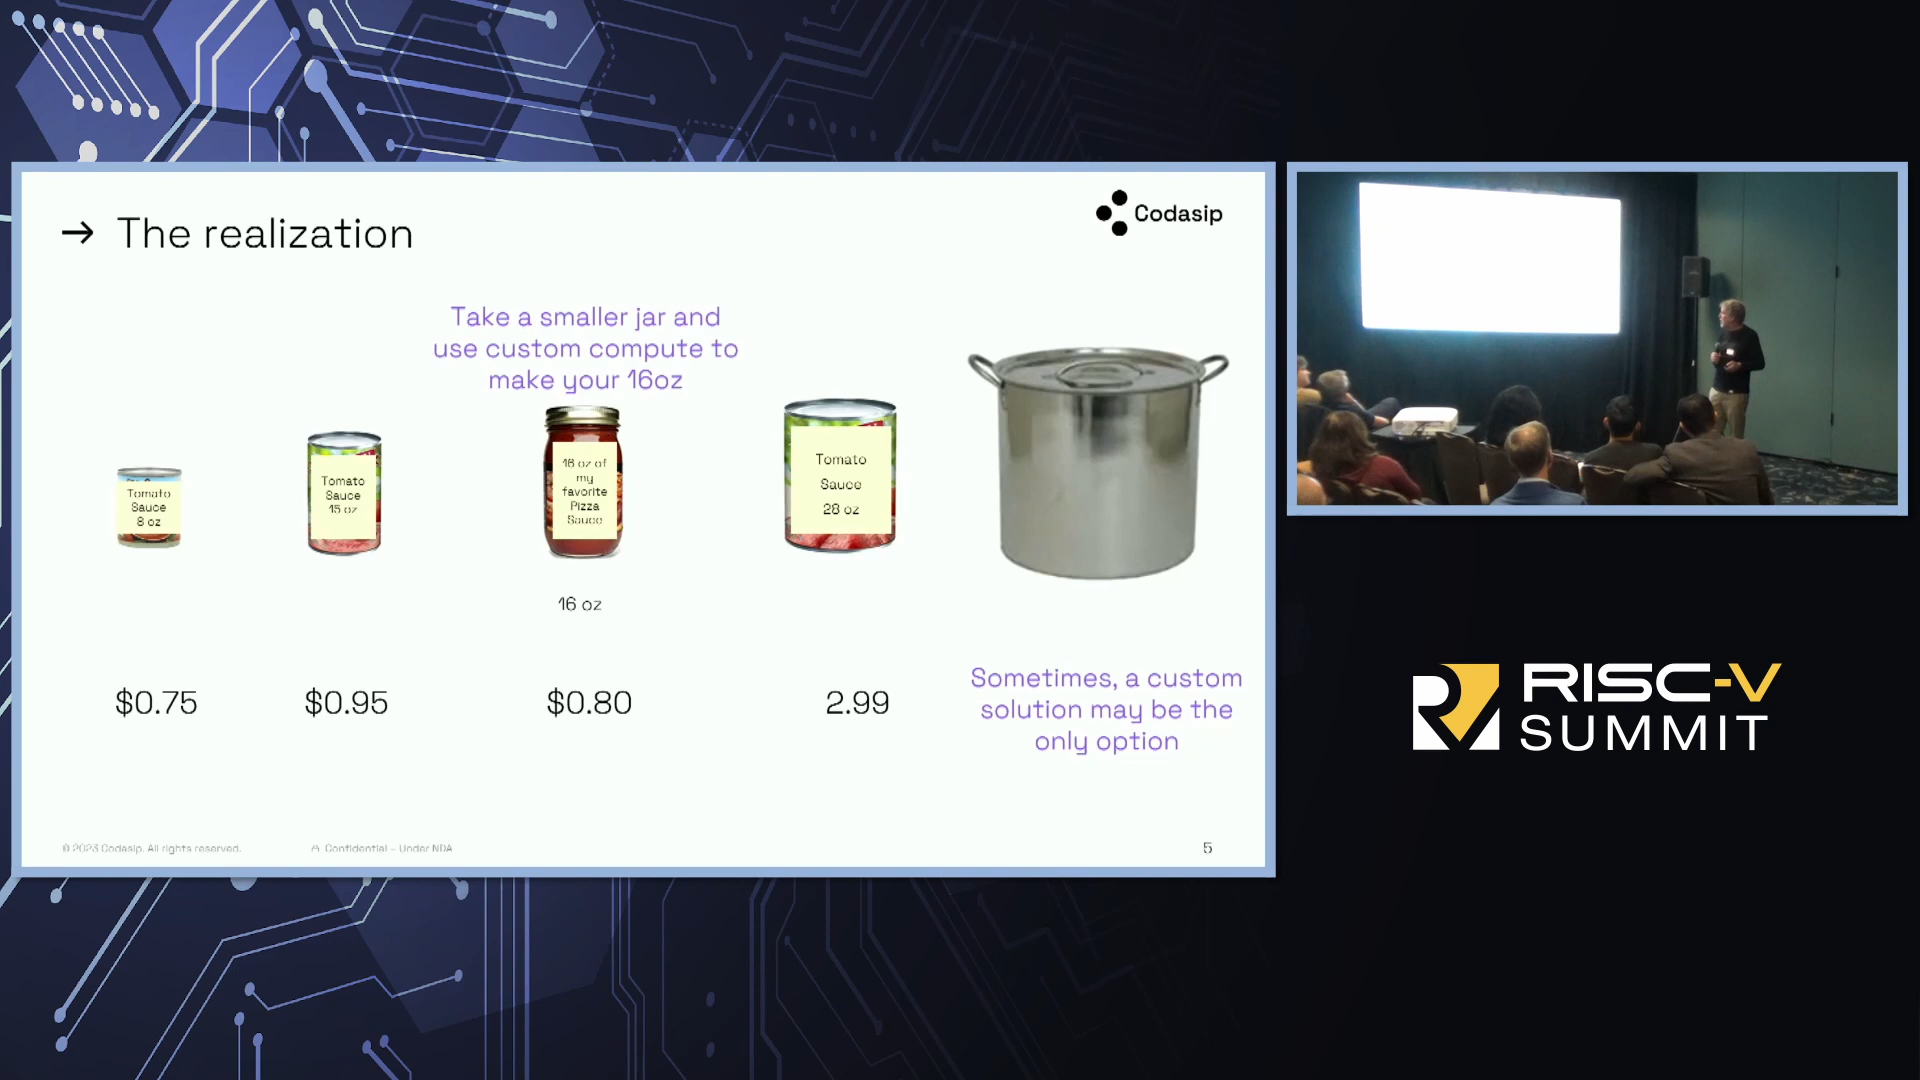 → The realization
Codasip
Take a smaller jar and
use custom compute to
make your 16oz
Tomato
Sauce
8 oz
Tomato
Sauce
15 oz
16 oz of
my
favorite
Pizza
Sauce
Tomato
Sauce
28 oz
16 oz
$0.75
$0.95
$0.80
2.99
Sometimes, a custom
solution may be the
only option
© 2023 Codasip. All rights reserved.
Confidential – Under NDA
5
RISC-V
SUMMIT